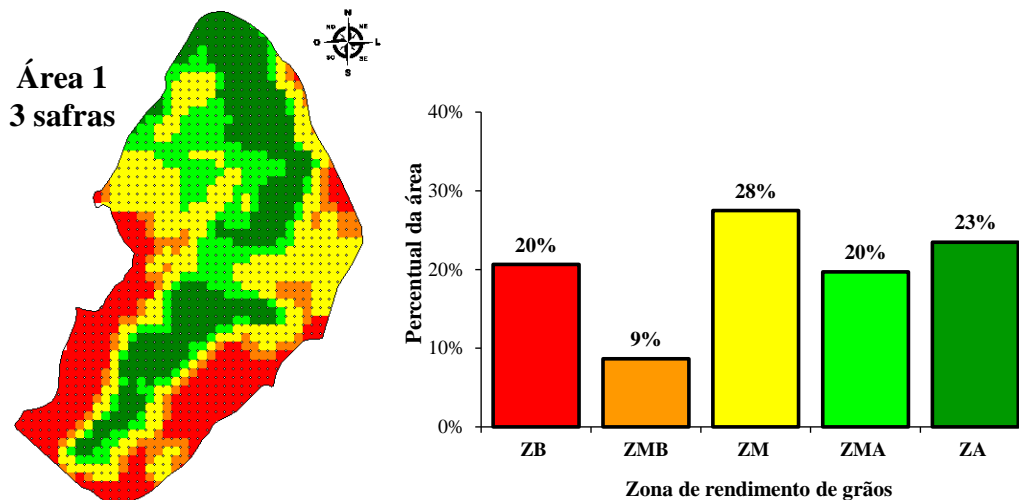 Área 1
3 safras
N
NO
NE
O
L
SO
SE
S
Percentual da área
40%
30%
20%
10%
0%
20%
9%
28%
20%
23%
ZB
ZMB
ZM
ZMA
ZA
Zona de rendimento de grãos